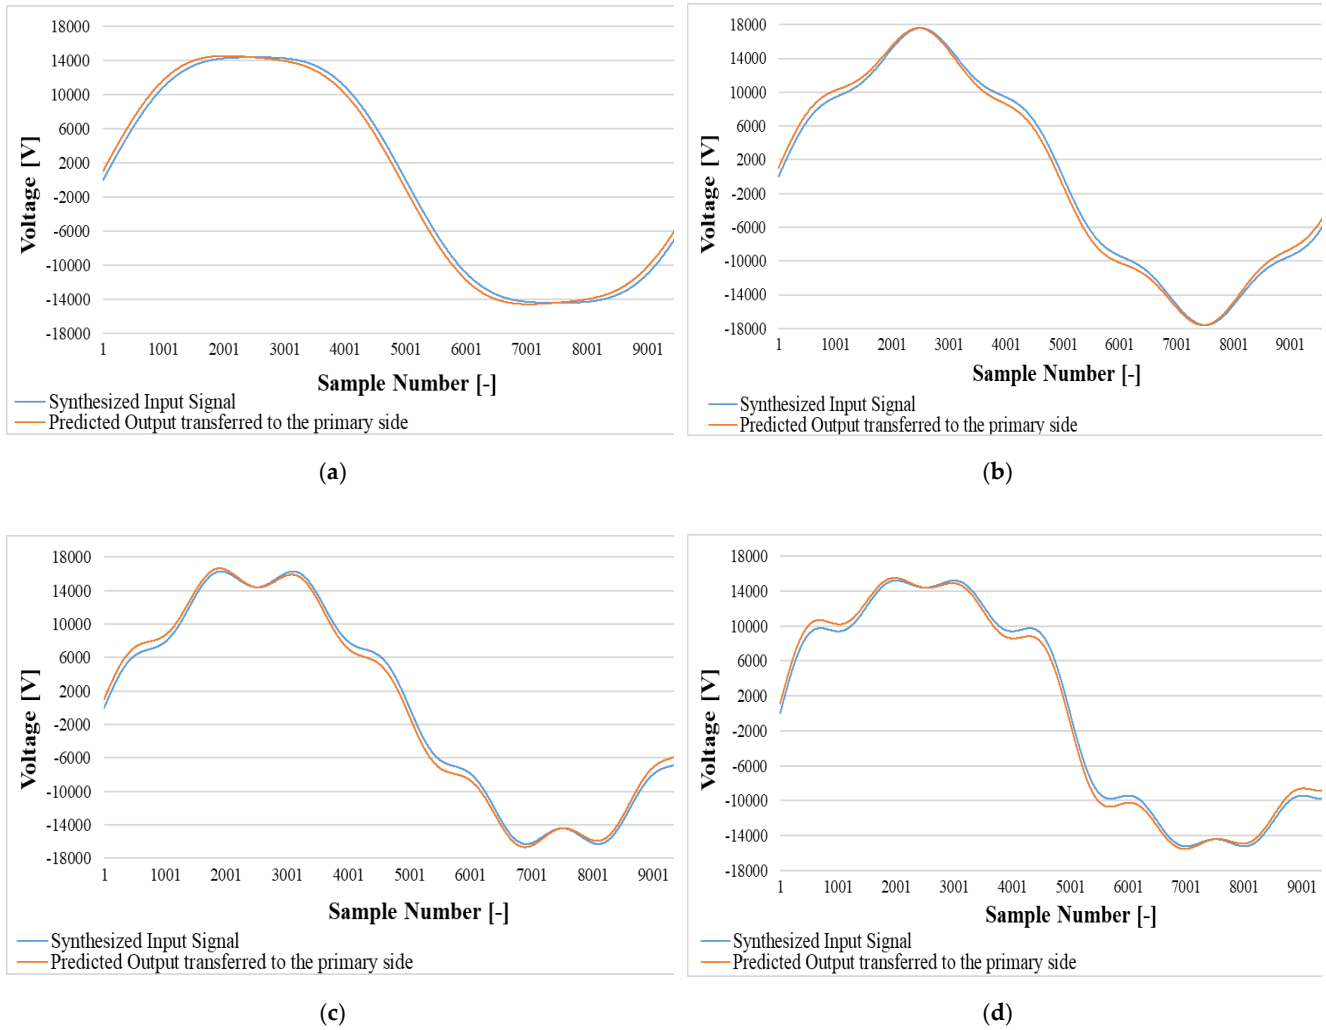 18000
14000
10000
6000
2000
-2000
-6000
-10000
-14000
-18000
Voltage [V]
1 1001 2001 3001 4001 5001 6001 7001 8001 9001
Sample Number [-]
Synthesized Input Signal
Predicted Output transferred to the primary side
(a)
18000
14000
10000
6000
2000
-2000
-6000
-10000
-14000
-18000
Voltage [V]
1 1001 2001 3001 4001 5001 6001 7001 8001 9001
Sample Number [-]
Synthesized Input Signal
Predicted Output transferred to the primary side
(b)
18000
14000
10000
6000
2000
-2000
-6000
-10000
-14000
-18000
Voltage [V]
1 1001 2001 3001 4001 5001 6001 7001 8001 9001
Sample Number [-]
Synthesized Input Signal
Predicted Output transferred to the primary side
(c)
18000
14000
10000
6000
2000
-2000
-6000
-10000
-14000
-18000
Voltage [V]
1 1001 2001 3001 4001 5001 6001 7001 8001 9001
Sample Number [-]
Synthesized Input Signal
Predicted Output transferred to the primary side
(d)